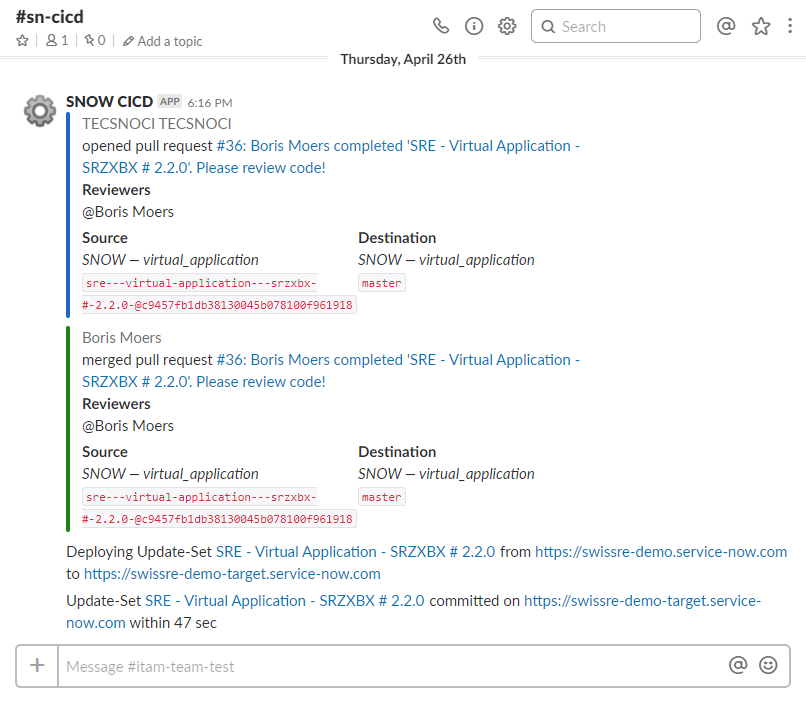 #sn-cicd
1 | 0 | Add a topic
Search
Thursday, April 26th
SNOW CICD APP 6:16 PM
TECSNOCI TECSNOCI
opened pull request #36: Boris Moers completed 'SRE - Virtual Application -
SRZXBX # 2.2.0'. Please review code!
Reviewers
@Boris Moers
Source Destination
SNOW — virtual_application SNOW — virtual_application
sre---virtual-application---srzxbx- master
#-2.2.0-@c9457fb1db38130045b078100f961918
Boris Moers
merged pull request #36: Boris Moers completed 'SRE - Virtual Application -
SRZXBX # 2.2.0'. Please review code!
Reviewers
@Boris Moers
Source Destination
SNOW — virtual_application SNOW — virtual_application
sre---virtual-application---srzxbx- master
#-2.2.0-@c9457fb1db38130045b078100f961918
Deploying Update-Set SRE - Virtual Application - SRZXBX # 2.2.0 from https://swissre-demo.service-now.com
to https://swissre-demo-target.service-now.com
Update-Set SRE - Virtual Application - SRZXBX # 2.2.0 committed on https://swissre-demo-target.service-
now.com within 47 sec
Message #itam-team-test